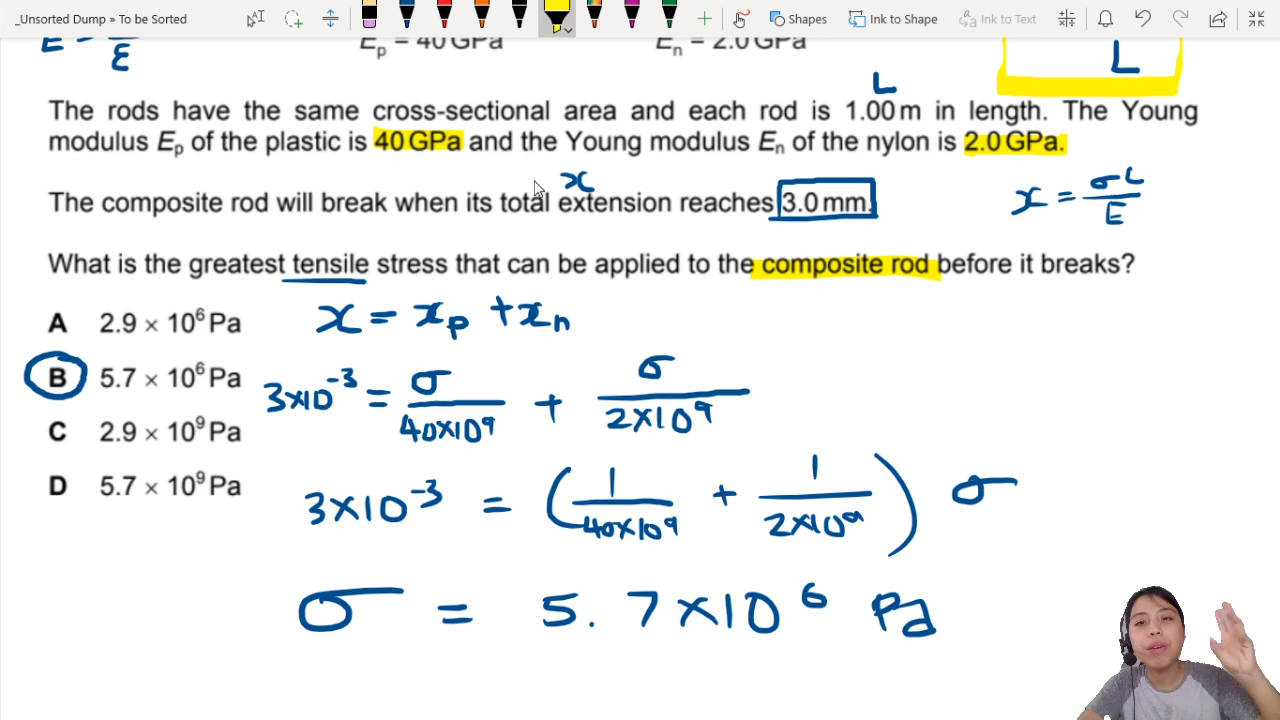 _Unsorted Dump » To be Sorted
Shapes Ink to Shape Ink to Text
E = ε
Eₚ = 40 GPa Eₙ = 2.0 GPa
L
L
The rods have the same cross-sectional area and each rod is 1.00 m in length. The Young
modulus Eₚ of the plastic is 40 GPa and the Young modulus Eₙ of the nylon is 2.0 GPa.
x
The composite rod will break when its total extension reaches 3.0 mm.
x = σL / E
What is the greatest tensile stress that can be applied to the composite rod before it breaks?
A 2.9 × 10⁶ Pa
x = xₚ + xₙ
B 5.7 × 10⁶ Pa
3×10⁻³ = σ / 40×10⁹ + σ / 2×10⁹
C 2.9 × 10⁹ Pa
D 5.7 × 10⁹ Pa
3×10⁻³ = (1 / 40×10⁹ + 1 / 2×10⁹) σ
σ = 5.7×10⁶ Pa